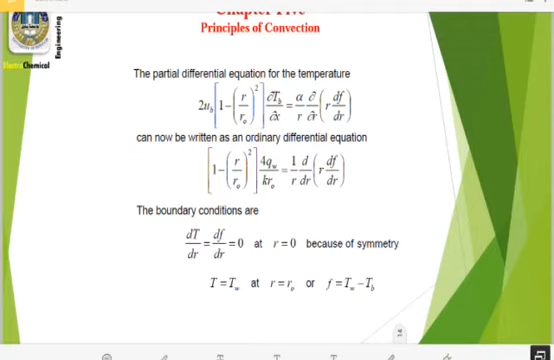 Chapter Five
Principles of Convection
Engineering
ElectroChemical
The partial differential equation for the temperature
2u_b [1-(r/r_o)^2] ∂T_b/∂x = α/r ∂/∂r (r df/dr)
can now be written as an ordinary differential equation
[1-(r/r_o)^2] 4q_w/kr_o = 1/r d/dr (r df/dr)
The boundary conditions are
dT/dr = df/dr = 0 at r = 0 because of symmetry
T = T_w at r = r_o or f = T_w - T_b
14